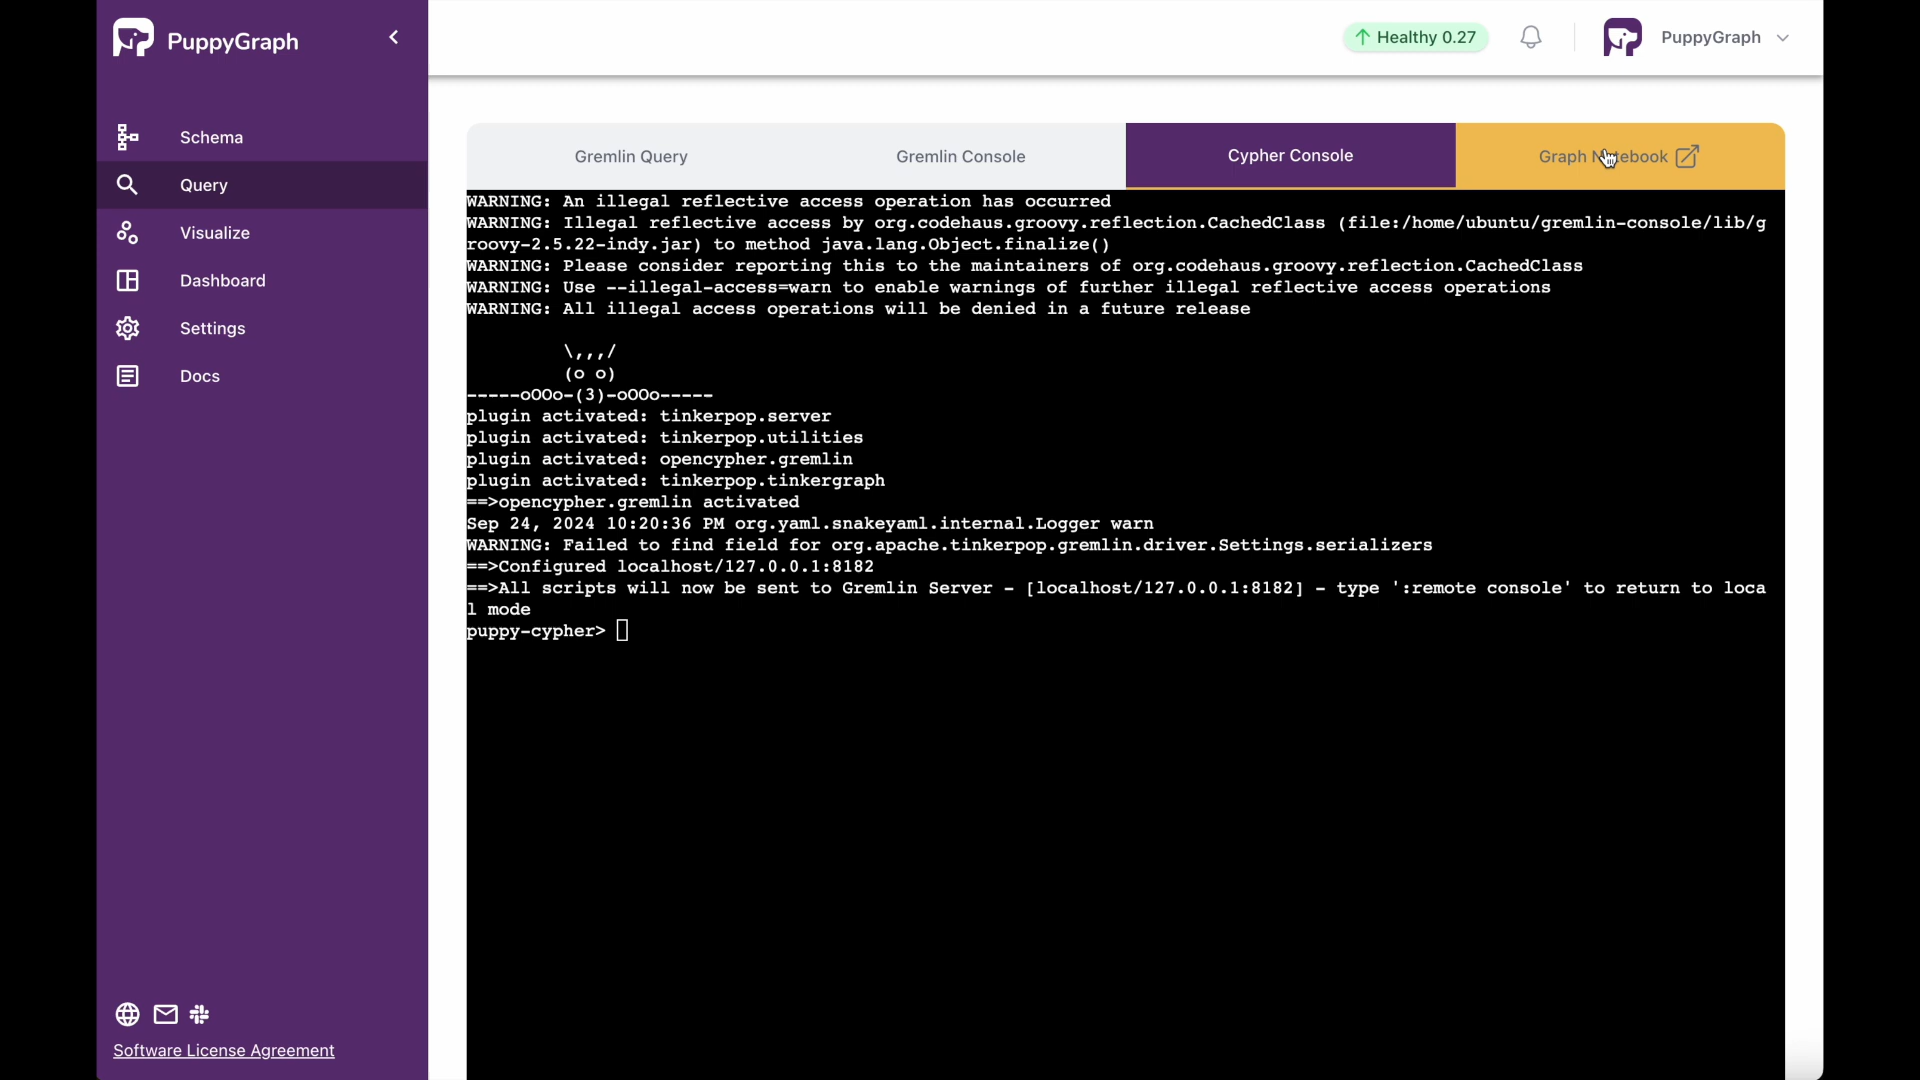 PuppyGraph
Healthy 0.27
PuppyGraph
Schema
Query
Visualize
Dashboard
Settings
Docs
Gremlin Query
Gremlin Console
Cypher Console
Graph Notebook
WARNING: An illegal reflective access operation has occurred
WARNING: Illegal reflective access by org.codehaus.groovy.reflection.CachedClass (file:/home/ubuntu/gremlin-console/lib/g
roovy-2.5.22-indy.jar) to method java.lang.Object.finalize()
WARNING: Please consider reporting this to the maintainers of org.codehaus.groovy.reflection.CachedClass
WARNING: Use --illegal-access=warn to enable warnings of further illegal reflective access operations
WARNING: All illegal access operations will be denied in a future release
\,,,/
(o o)
-----oOOo-(3)-oOOo-----
plugin activated: tinkerpop.server
plugin activated: tinkerpop.utilities
plugin activated: opencypher.gremlin
plugin activated: tinkerpop.tinkergraph
==>opencypher.gremlin activated
Sep 24, 2024 10:20:36 PM org.yaml.snakeyaml.internal.Logger warn
WARNING: Failed to find field for org.apache.tinkerpop.gremlin.driver.Settings.serializers
==>Configured localhost/127.0.0.1:8182
==>All scripts will now be sent to Gremlin Server - [localhost/127.0.0.1:8182] - type ':remote console' to return to loca
l mode
puppy-cypher>
Software License Agreement